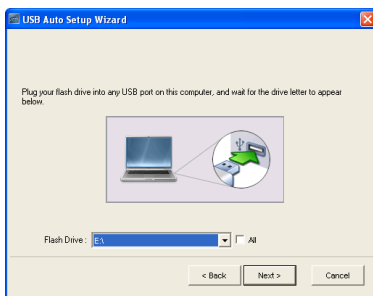 USB Auto Setup Wizard
Plug your flash drive into any USB port on this computer, and wait for the drive letter to appear
below.
Flash Drive : E:\ All
< Back Next > Cancel